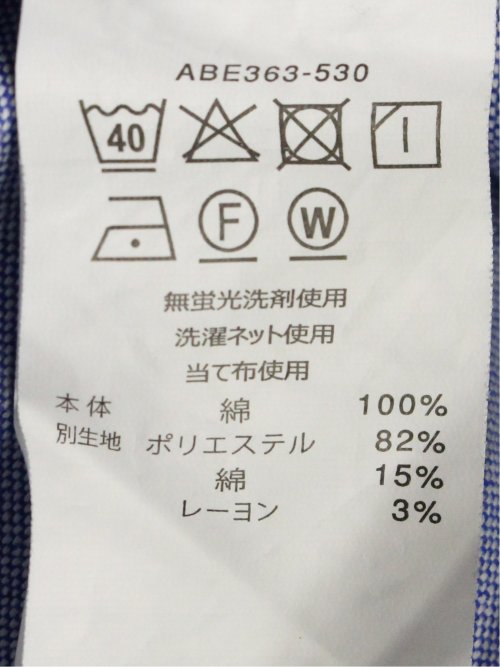 ABE363-530
40
F W
無蛍光洗剤使用
洗濯ネット使用
当て布使用
本体 綿 100%
別生地 ポリエステル 82%
綿 15%
レーヨン 3%